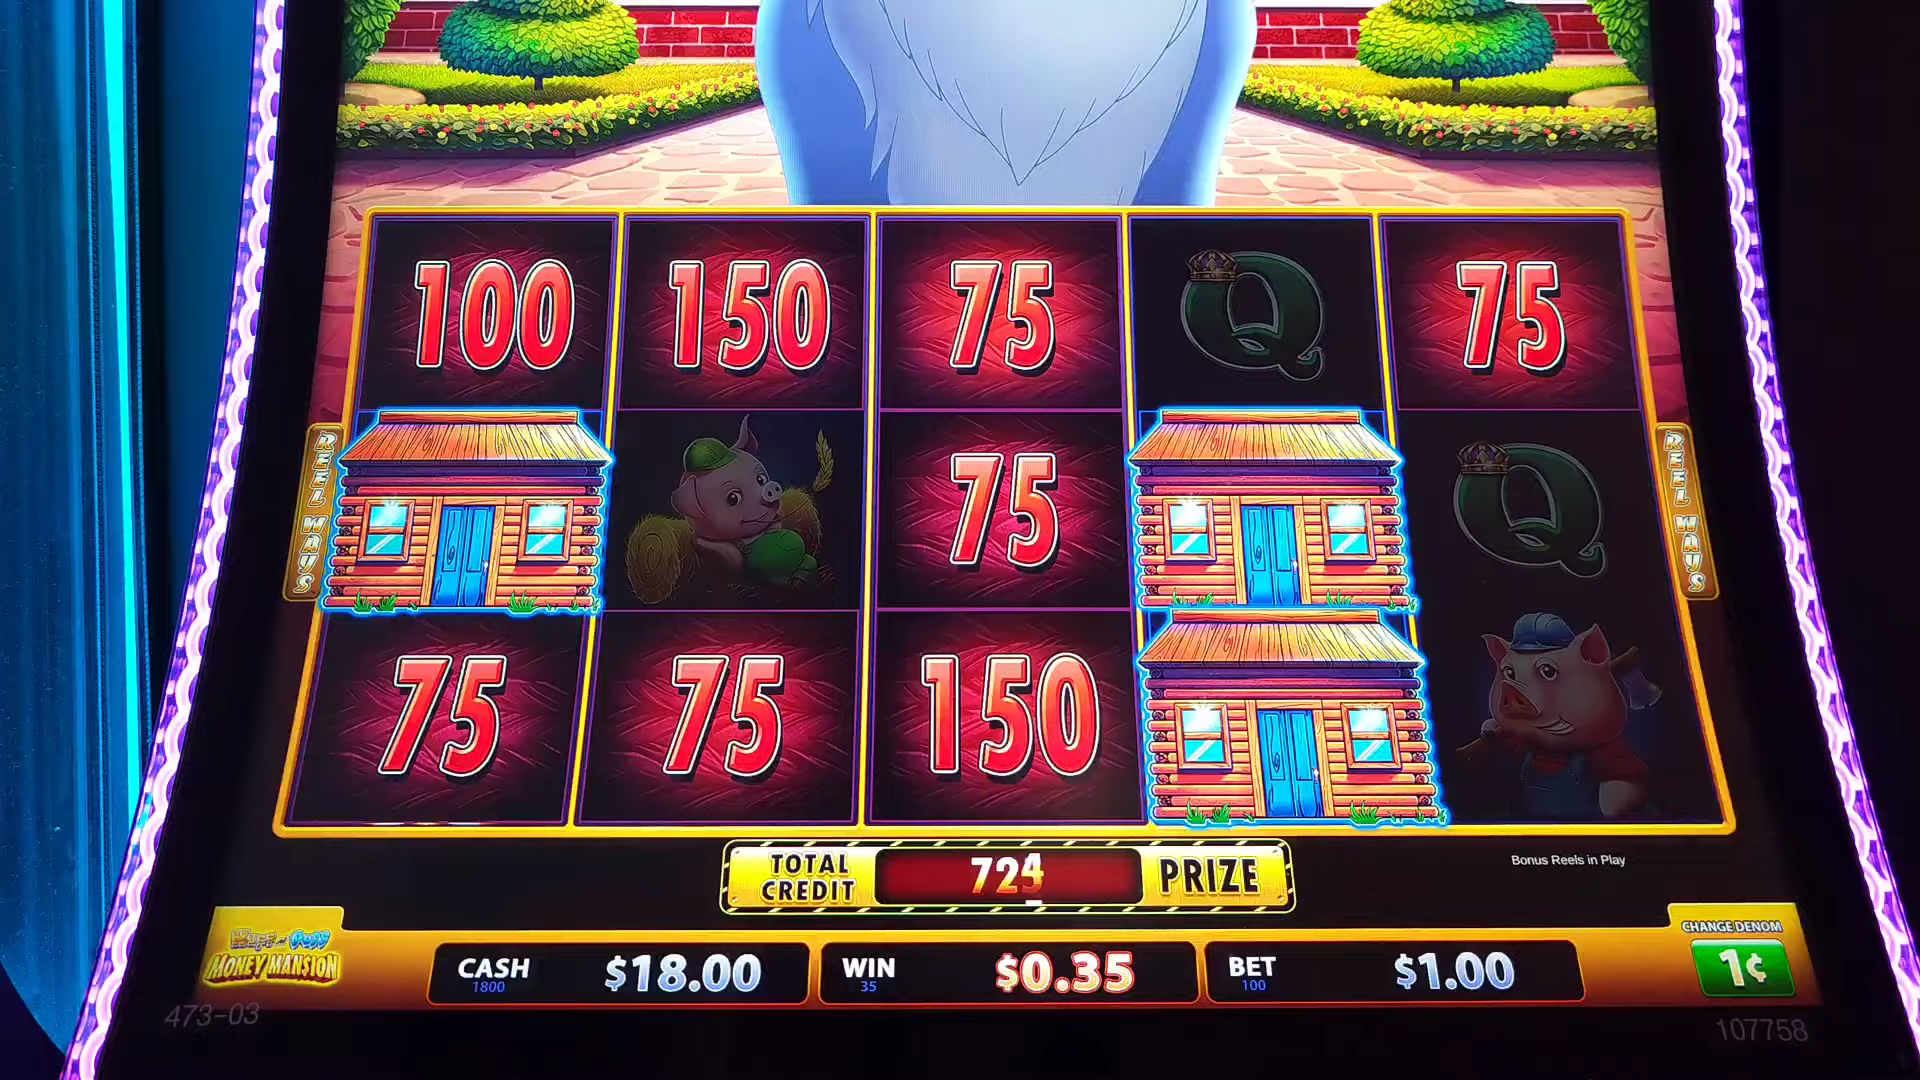 100 150 75 Q 75
REEL WAYS 75 Q REEL WAYS
75 75 150
TOTAL CREDIT 724 PRIZE
Bonus Reels in Play
Huff n' Puff
MONEY MANSION
CASH $18.00
1800
WIN $0.35
35
BET $1.00
100
CHANGE DENOM
1¢
473-03
107758